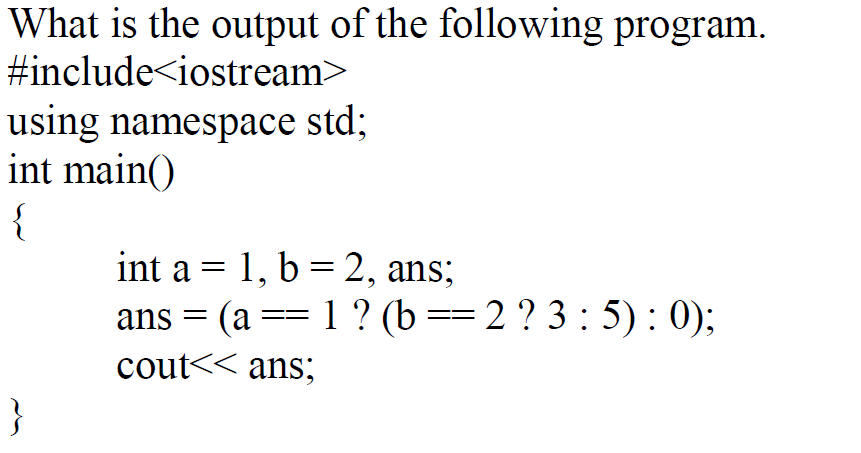 What is the output of the following program.
#include<iostream>
using namespace std;
int main()
{
int a = 1, b = 2, ans;
ans = (a == 1 ? (b == 2 ? 3 : 5) : 0);
cout<< ans;
}